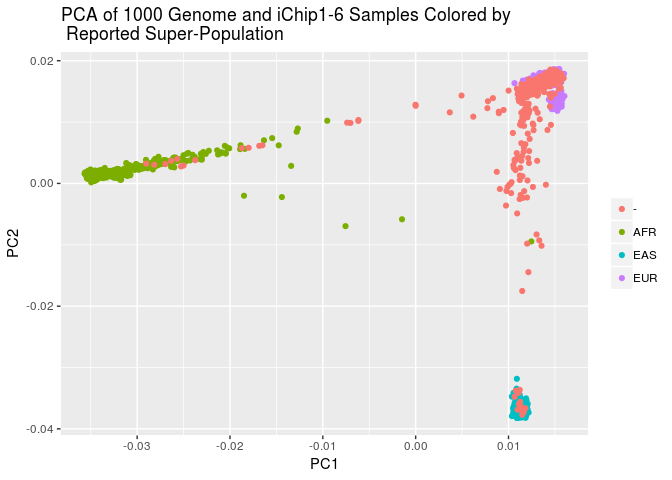 PCA of 1000 Genome and iChip1-6 Samples Colored by
Reported Super-Population
0.02
0.00
-0.02
-0.04
PC2
-0.03 -0.02 -0.01 0.00 0.01
PC1
-
AFR
EAS
EUR